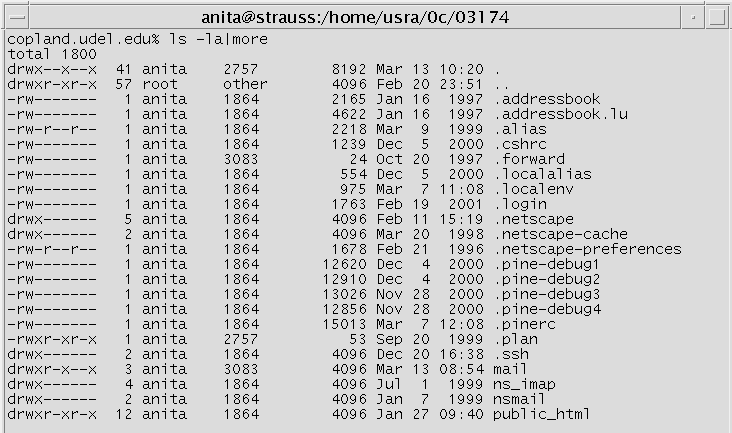 anita@strauss:/home/usra/0c/03174
copland.udel.edu% ls -la|more
total 1800
drwx--x--x  41 anita    2757         8192 Mar 13 10:20 .
drwxr-xr-x  57 root     other        4096 Feb 20 23:51 ..
-rw-------   1 anita    1864         2165 Jan 16  1997 .addressbook
-rw-------   1 anita    1864         4622 Jan 16  1997 .addressbook.lu
-rw-r--r--   1 anita    1864         2218 Mar  9  1999 .alias
-rw-------   1 anita    1864         1239 Dec  5  2000 .cshrc
-rw-------   1 anita    3083           24 Oct 20  1997 .forward
-rw-------   1 anita    1864          554 Dec  5  2000 .localalias
-rw-------   1 anita    1864          975 Mar  7 11:08 .localenv
-rw-------   1 anita    1864         1763 Feb 19  2001 .login
drwx------   5 anita    1864         4096 Feb 11 15:19 .netscape
drwx------   2 anita    1864         4096 Mar 20  1998 .netscape-cache
-rw-r--r--   1 anita    1864         1678 Feb 21  1996 .netscape-preferences
-rw-------   1 anita    1864        12620 Dec  4  2000 .pine-debug1
-rw-------   1 anita    1864        12910 Dec  4  2000 .pine-debug2
-rw-------   1 anita    1864        13026 Nov 28  2000 .pine-debug3
-rw-------   1 anita    1864        12856 Nov 28  2000 .pine-debug4
-rw-------   1 anita    1864        15013 Mar  7 12:08 .pinerc
-rwxr-xr-x   1 anita    2757           53 Sep 20  1999 .plan
drwx------   2 anita    1864         4096 Dec 20 16:38 .ssh
drwxr-x--x   3 anita    3083         4096 Mar 13 08:54 mail
drwx------   4 anita    1864         4096 Jul  1  1999 ns_imap
drwx------   2 anita    1864         4096 Jan  7  1999 nsmail
drwxr-xr-x  12 anita    1864         4096 Jan 27 09:40 public_html